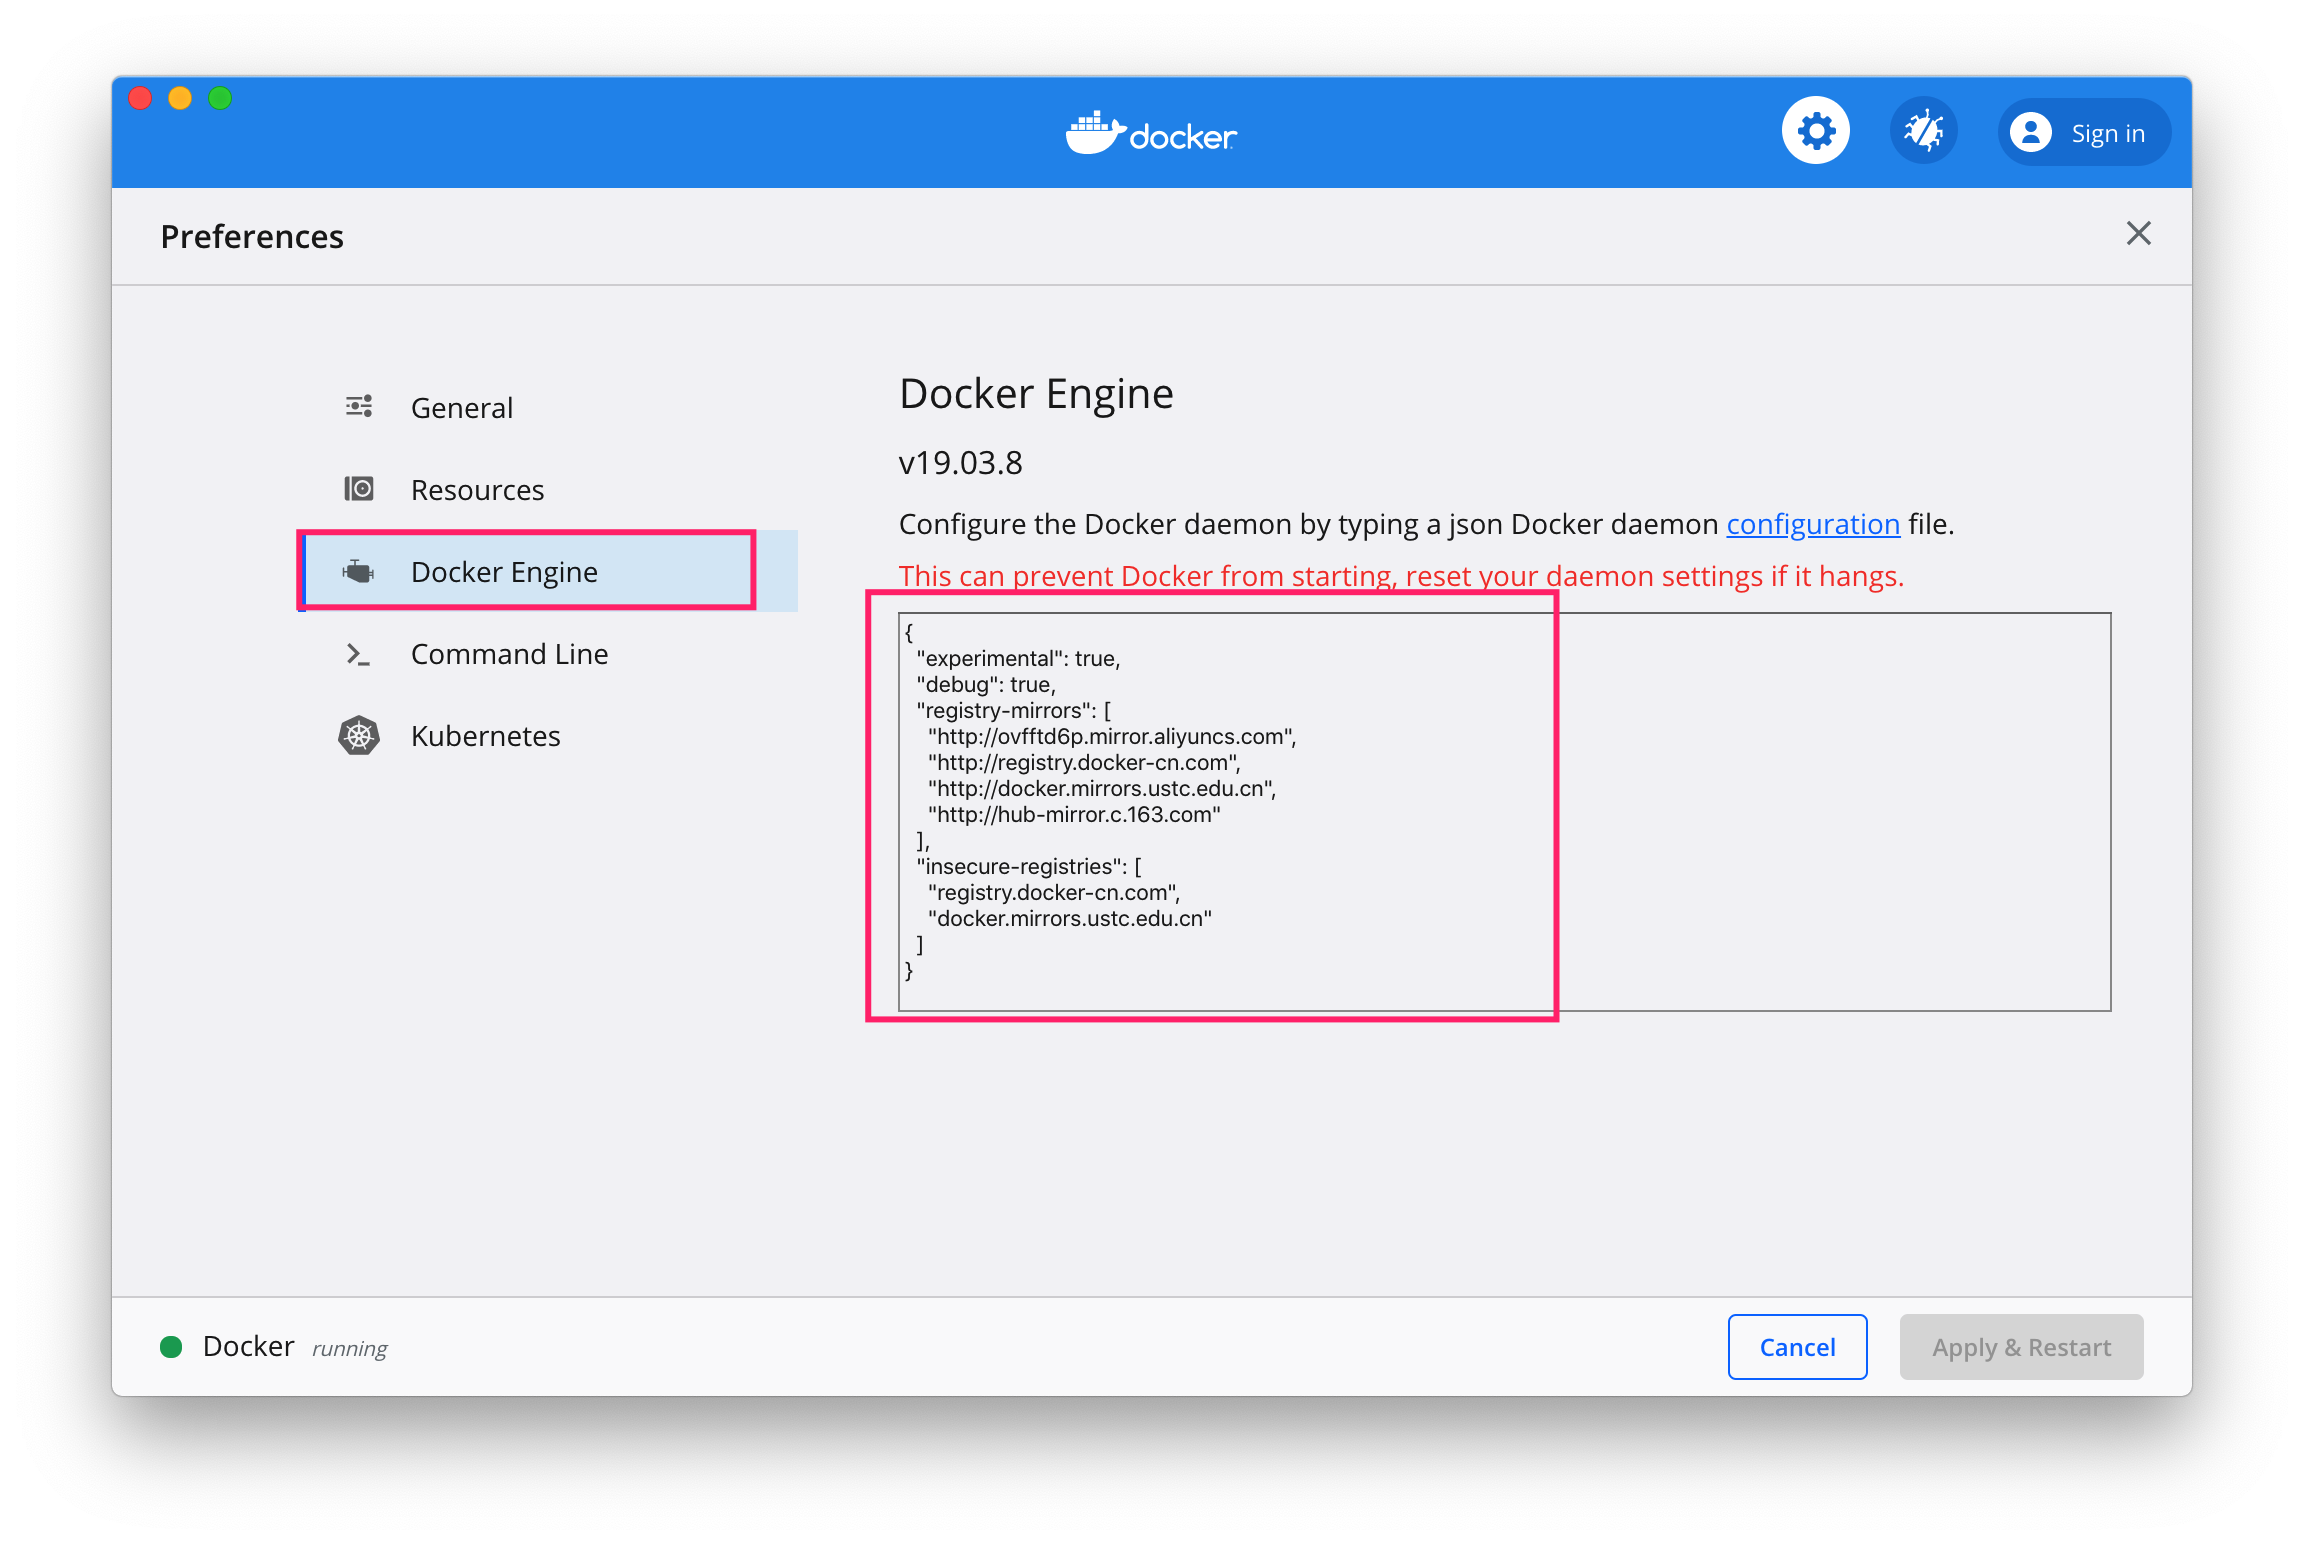 docker
Sign in
Preferences
General
Resources
Docker Engine
Command Line
Kubernetes
Docker Engine
v19.03.8
Configure the Docker daemon by typing a json Docker daemon configuration file.
This can prevent Docker from starting, reset your daemon settings if it hangs.
{
  "experimental": true,
  "debug": true,
  "registry-mirrors": [
    "http://ovfftd6p.mirror.aliyuncs.com",
    "http://registry.docker-cn.com",
    "http://docker.mirrors.ustc.edu.cn",
    "http://hub-mirror.c.163.com"
  ],
  "insecure-registries": [
    "registry.docker-cn.com",
    "docker.mirrors.ustc.edu.cn"
  ]
}
Docker running
Cancel
Apply & Restart